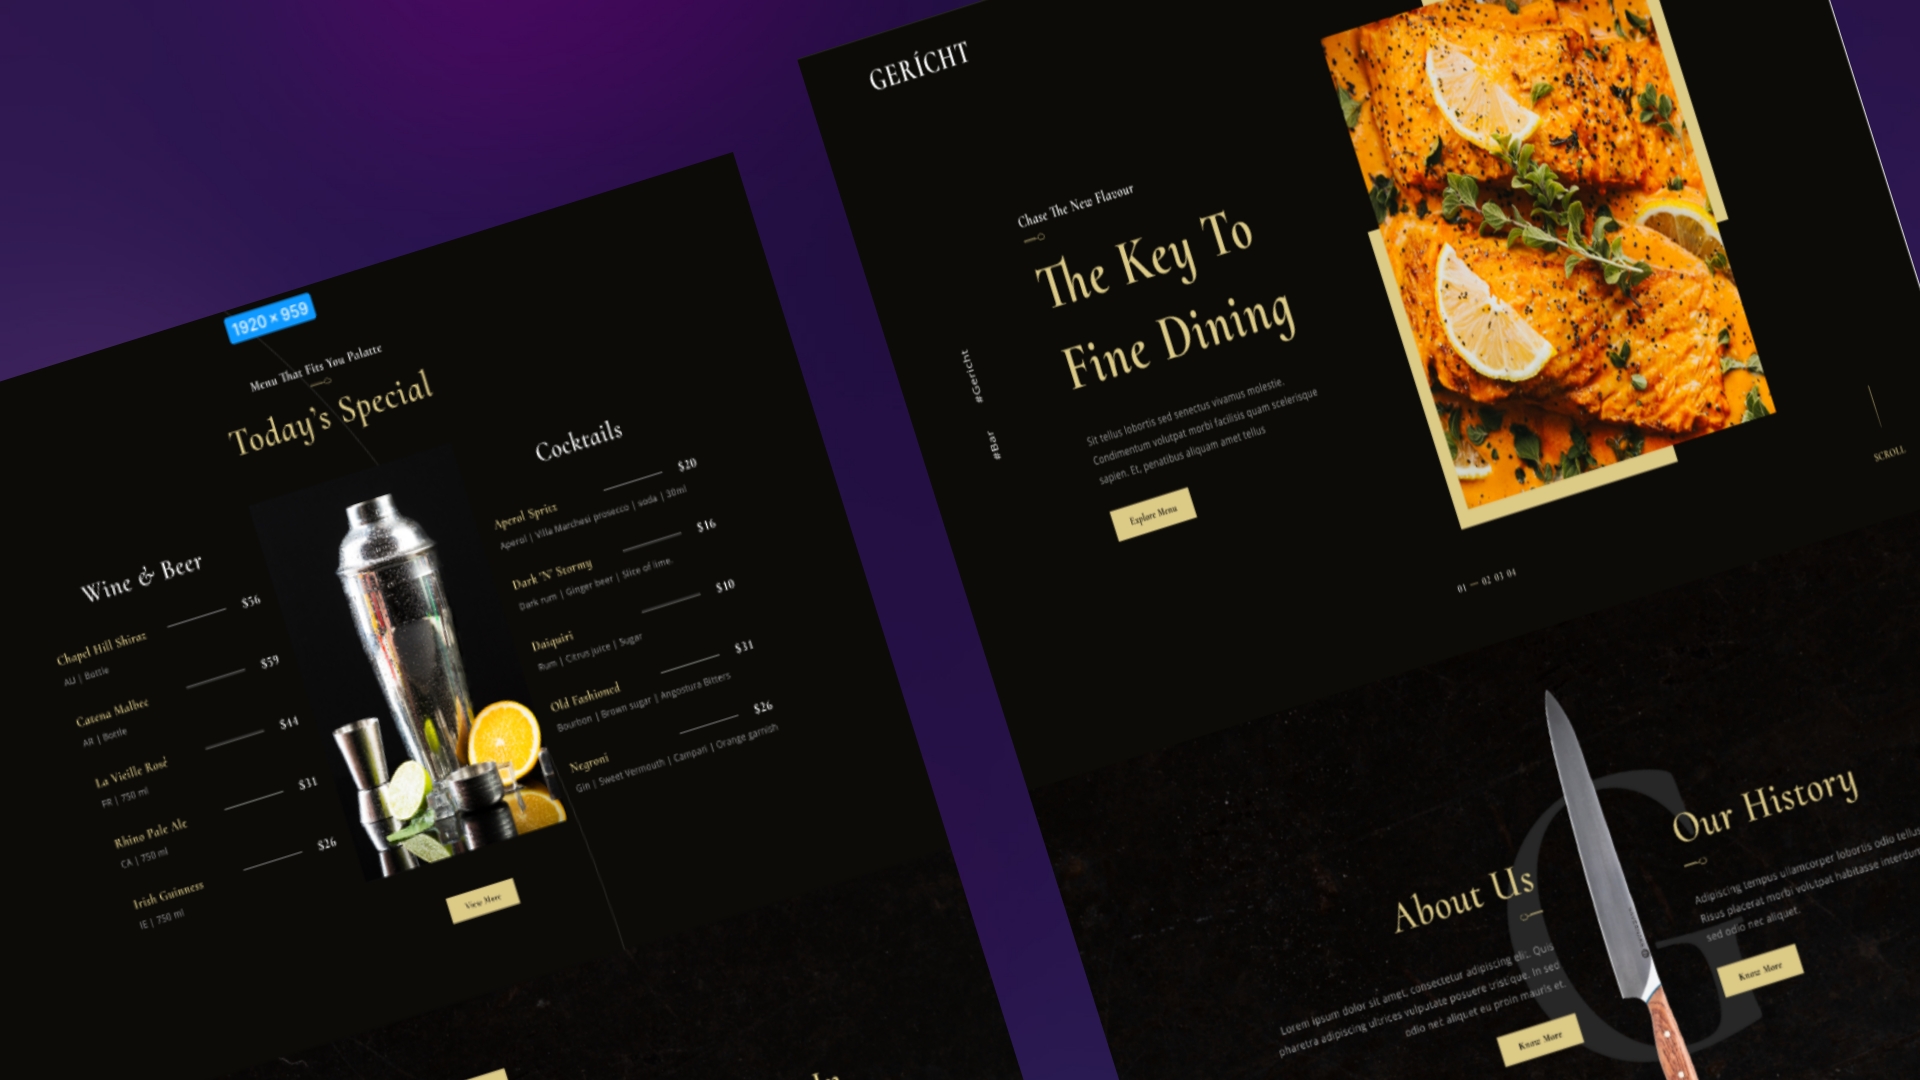 1920 × 959
Menu That Fits You Palatte
Today's Special
Wine & Beer
Chapel Hill Shiraz $56
AU | Bottle
Catena Malbec $59
AR | Bottle
La Vieille Rosé $44
FR | 750 ml
Rhino Pale Ale $31
CA | 750 ml
Irish Guinness $26
IE | 750 ml
Cocktails
Aperol Spritz $20
Aperol | Villa Marchesi prosecco | soda | 30ml
Dark 'N' Stormy $16
Dark rum | Ginger beer | Slice of lime.
Daiquiri $10
Rum | Citrus juice | Sugar
Old Fashioned $31
Bourbon | Brown sugar | Angostura Bitters
Negroni $26
Gin | Sweet Vermouth | Campari | Orange garnish
View More
GERÍCHT
Chase The New Flavour
The Key To
Fine Dining
Sit tellus lobortis sed senectus vivamus molestie.
Condimentum volutpat morbi facilisis quam scelerisque
sapien. Et, penatibus aliquam amet tellus
Explore Menu
#Gericht
#Bar
SCROLL
01 — 02 03 04
About Us
Lorem ipsum dolor sit amet, consectetur adipiscing elit. Quis
pharetra adipiscing ultrices vulputate posuere tristique. In sed
odio nec aliquet eu proin mauris et.
Know More
G
Our History
Adipiscing tempus ullamcorper lobortis odio tellus
Risus placerat morbi volutpat habitasse interdum
sed odio nec aliquet.
Know More